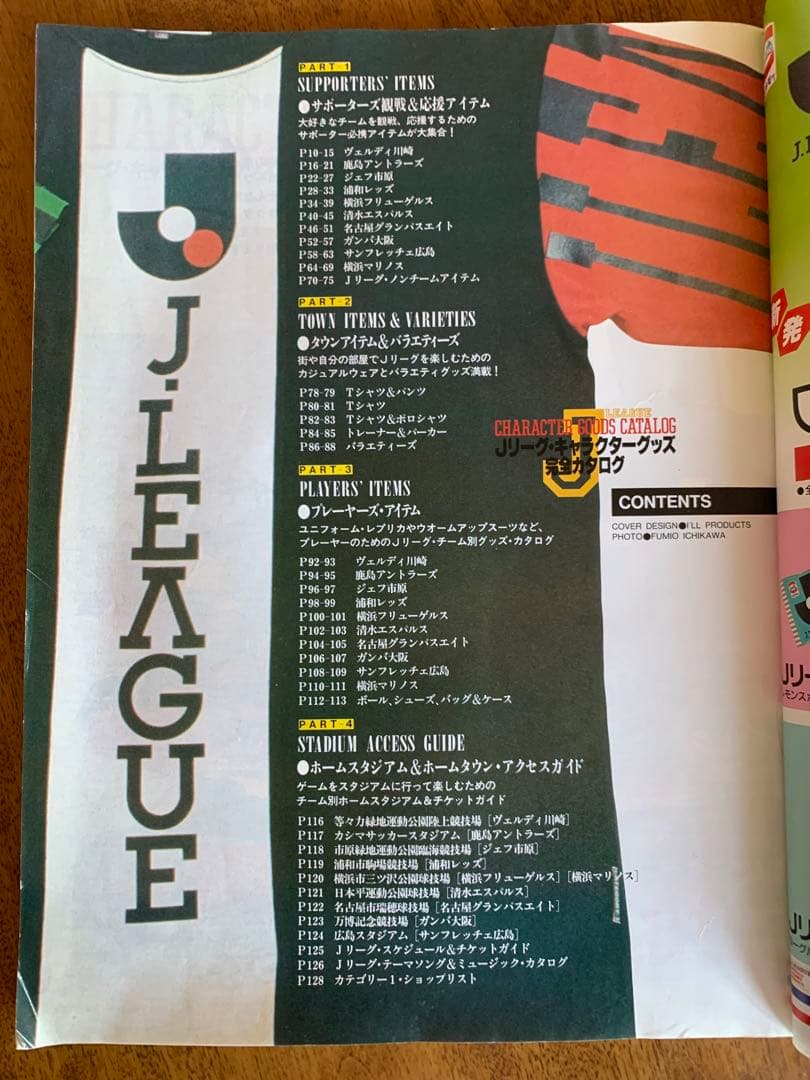 J.LEAGUE
PART-1
SUPPORTERS' ITEMS
●サポーターズ観戦&応援アイテム
大好きなチームを観戦、応援するための
サポーター必携アイテムが大集合!
P10-15 ヴェルディ川崎
P16-21 鹿島アントラーズ
P22-27 ジェフ市原
P28-33 浦和レッズ
P34-39 横浜フリューゲルス
P40-45 清水エスパルス
P46-51 名古屋グランパスエイト
P52-57 ガンバ大阪
P58-63 サンフレッチェ広島
P64-69 横浜マリノス
P70-75 Jリーグ・ノンチームアイテム
PART-2
TOWN ITEMS & VARIETIES
●タウンアイテム&バラエティーズ
街や自分の部屋でJリーグを楽しむための
カジュアルウェアとバラエティグッズ満載!
P78-79 Tシャツ&パンツ
P80-81 Tシャツ
P82-83 Tシャツ&ポロシャツ
P84-85 トレーナー&パーカー
P86-88 バラエティーズ
PART-3
PLAYERS' ITEMS
●プレーヤーズ・アイテム
ユニフォーム・レプリカやウオームアップスーツなど、
プレーヤーのためのJリーグ・チーム別グッズ・カタログ
P92-93 ヴェルディ川崎
P94-95 鹿島アントラーズ
P96-97 ジェフ市原
P98-99 浦和レッズ
P100-101 横浜フリューゲルス
P102-103 清水エスパルス
P104-105 名古屋グランパスエイト
P106-107 ガンバ大阪
P108-109 サンフレッチェ広島
P110-111 横浜マリノス
P112-113 ボール、シューズ、バッグ&ケース
PART-4
STADIUM ACCESS GUIDE
●ホームスタジアム&ホームタウン・アクセスガイド
ゲームをスタジアムに行って楽しむための
チーム別ホームスタジアム&チケットガイド
P116 等々力緑地運動公園陸上競技場[ヴェルディ川崎]
P117 カシマサッカースタジアム[鹿島アントラーズ]
P118 市原緑地運動公園臨海競技場[ジェフ市原]
P119 浦和市駒場競技場[浦和レッズ]
P120 横浜市三ツ沢公園球技場[横浜フリューゲルス][横浜マリノス]
P121 日本平運動公園球技場[清水エスパルス]
P122 名古屋市瑞穂球技場[名古屋グランパスエイト]
P123 万博記念競技場[ガンバ大阪]
P124 広島スタジアム[サンフレッチェ広島]
P125 Jリーグ・スケジュール&チケットガイド
P126 Jリーグ・テーマソング&ミュージック・カタログ
P128 カテゴリー1・ショップリスト
J LEAGUE
CHARACTER GOODS CATALOG
Jリーグ・キャラクターグッズ
完全カタログ
CONTENTS
COVER DESIGN●I'LL PRODUCTS
PHOTO●FUMIO ICHIKAWA
新発
Jリー
Jリ